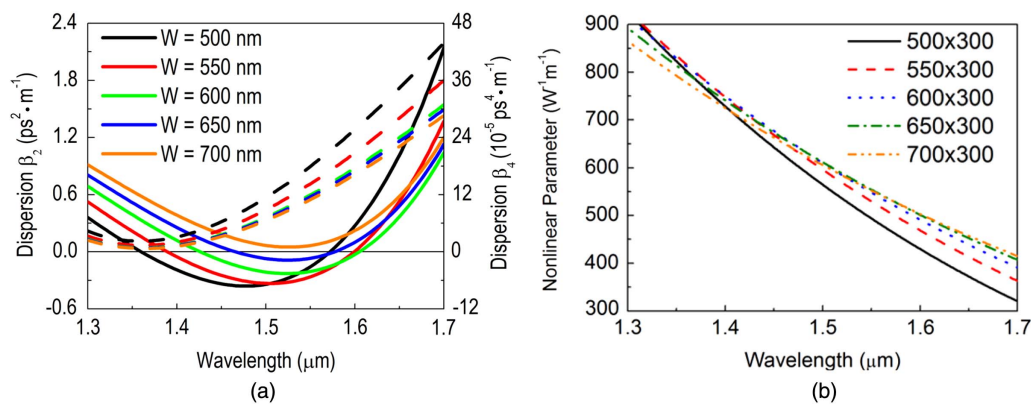 2.4
1.8
1.2
0.6
0.0
-0.6
Dispersion β₂ (ps²·m⁻¹)
W = 500 nm
W = 550 nm
W = 600 nm
W = 650 nm
W = 700 nm
48
36
24
12
0
-12
Dispersion β₄ (10⁻⁵ ps⁴·m⁻¹)
1.3 1.4 1.5 1.6 1.7
Wavelength (μm)
(a)
900
800
700
600
500
400
300
Nonlinear Parameter (W⁻¹m⁻¹)
500x300
550x300
600x300
650x300
700x300
1.3 1.4 1.5 1.6 1.7
Wavelength (μm)
(b)